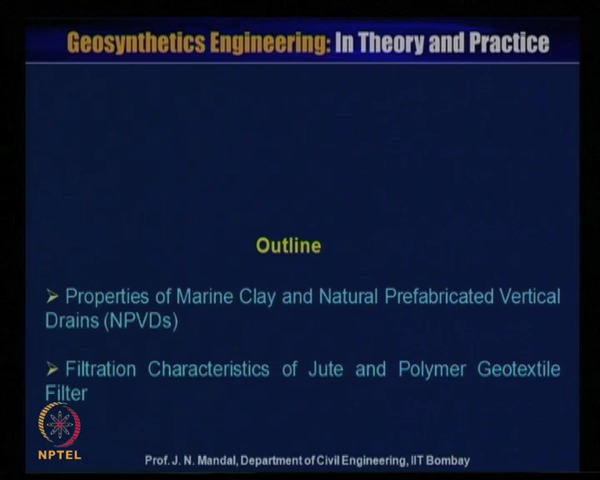 Geosynthetics Engineering: In Theory and Practice
Outline
➢ Properties of Marine Clay and Natural Prefabricated Vertical
Drains (NPVDs)
➢ Filtration Characteristics of Jute and Polymer Geotextile
Filter
NPTEL
Prof. J. N. Mandal, Department of Civil Engineering, IIT Bombay